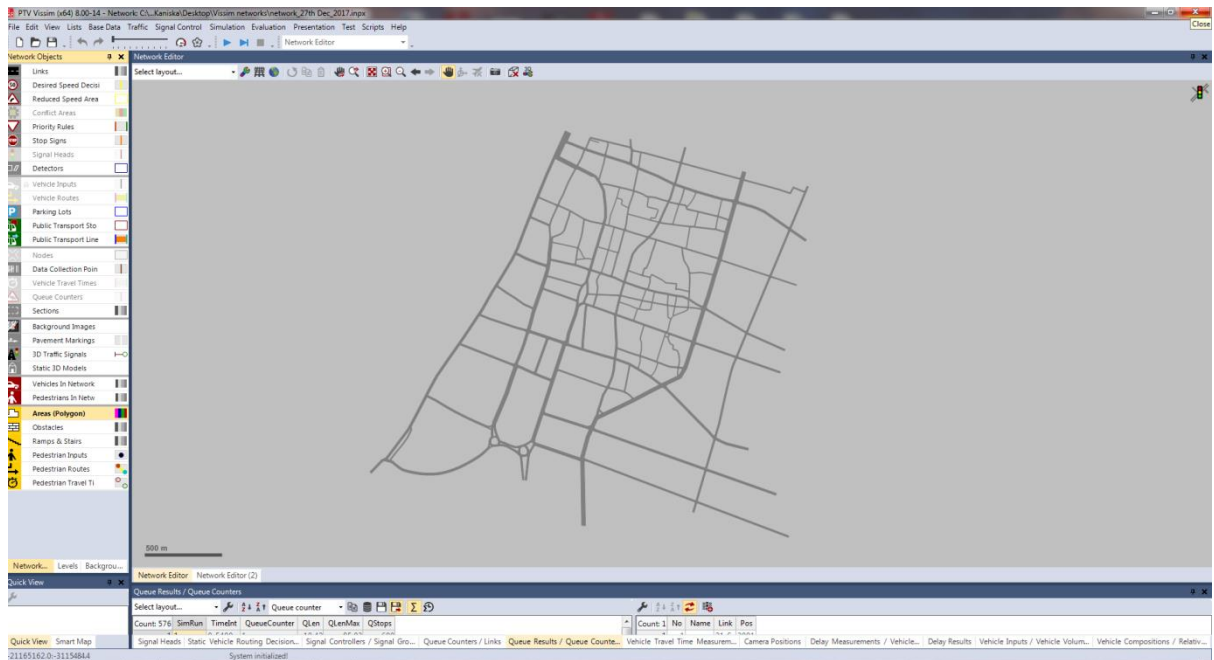 PTV Vissim (x64) 8.00-14 - Network: C:\...Kaniska\Desktop\Vissim networks\network_27th Dec_2017.inpx
Close
File Edit View Lists Base Data Traffic Signal Control Simulation Evaluation Presentation Test Scripts Help
Network Editor
Network Objects
Network Editor
Select layout...
Links
Desired Speed Decisi
Reduced Speed Area
Conflict Areas
Priority Rules
Stop Signs
Signal Heads
Detectors
Vehicle Inputs
Vehicle Routes
Parking Lots
Public Transport Sto
Public Transport Line
Nodes
Data Collection Poin
Vehicle Travel Times
Queue Counters
Sections
Background Images
Pavement Markings
3D Traffic Signals
Static 3D Models
Vehicles In Network
Pedestrians In Netw
Areas (Polygon)
Obstacles
Ramps & Stairs
Pedestrian Inputs
Pedestrian Routes
Pedestrian Travel Ti
500 m
Network... Levels Backgrou...
Network Editor Network Editor (2)
Quick View
Queue Results / Queue Counters
Select layout... Queue counter
Count: 576 SimRun TimeInt QueueCounter QLen QLenMax QStops
Count: 1 No Name Link Pos
Quick View Smart Map
Signal Heads Static Vehicle Routing Decision... Signal Controllers / Signal Gro... Queue Counters / Links Queue Results / Queue Counte... Vehicle Travel Time Measurem... Camera Positions Delay Measurements / Vehicle... Delay Results Vehicle Inputs / Vehicle Volum... Vehicle Compositions / Relativ...
-21165162.0:-3115484.4 System initialized!